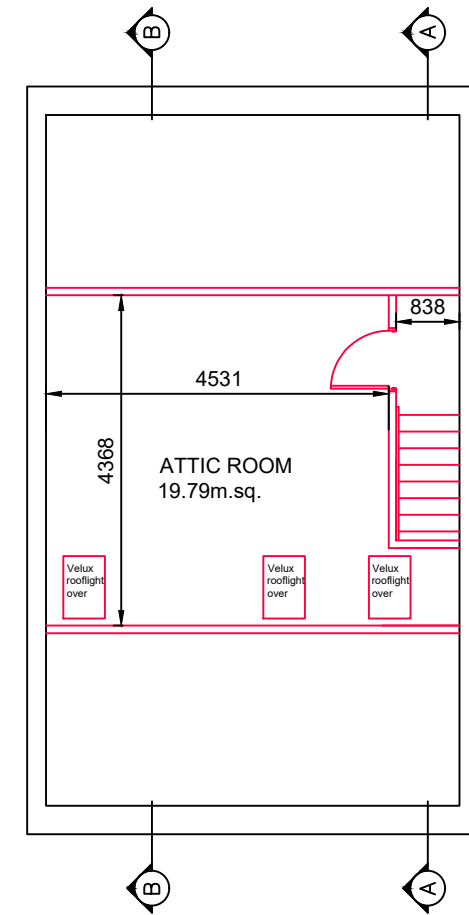 B
A
838
4531
4368
ATTIC ROOM
19.79m.sq.
Velux
rooflight
over
Velux
rooflight
over
Velux
rooflight
over
B
A